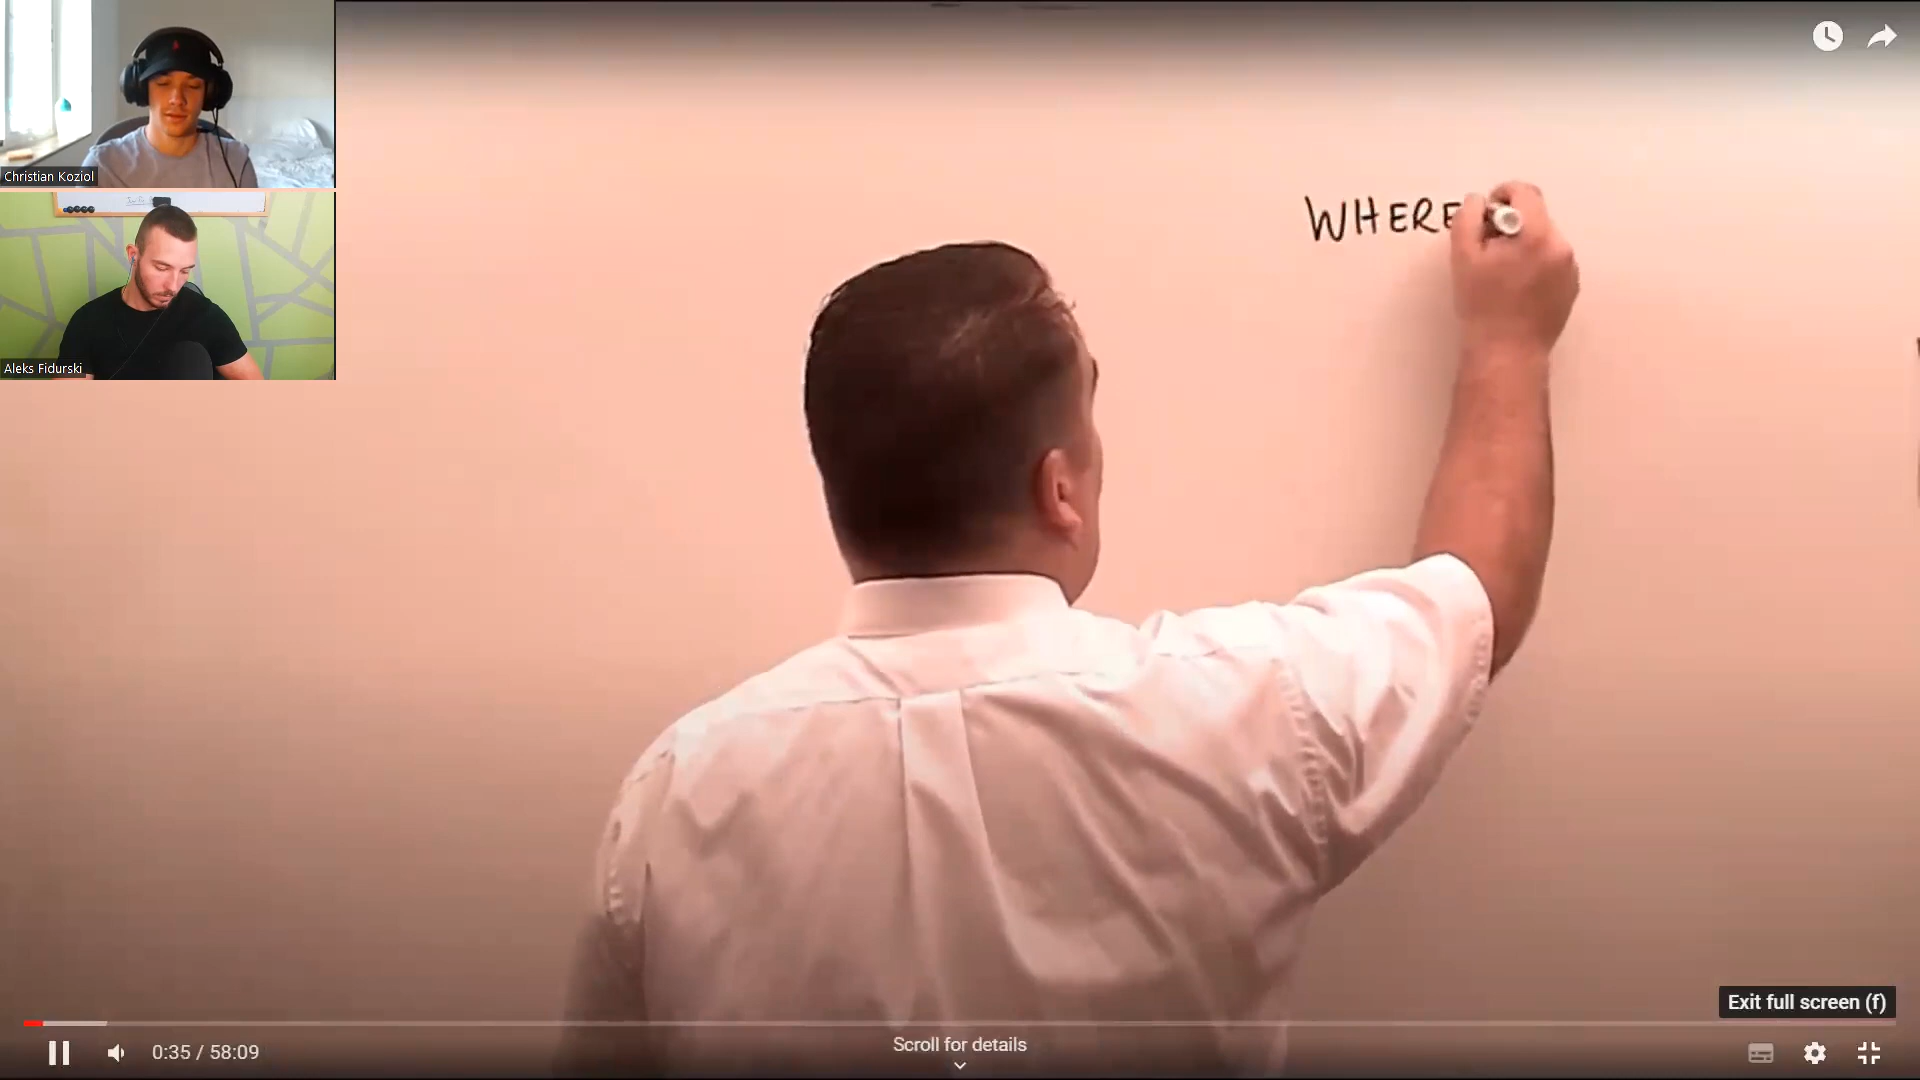 Christian Koziol
Aleks Fidurski
WHERE
Exit full screen (f)
0:35 / 58:09
Scroll for details